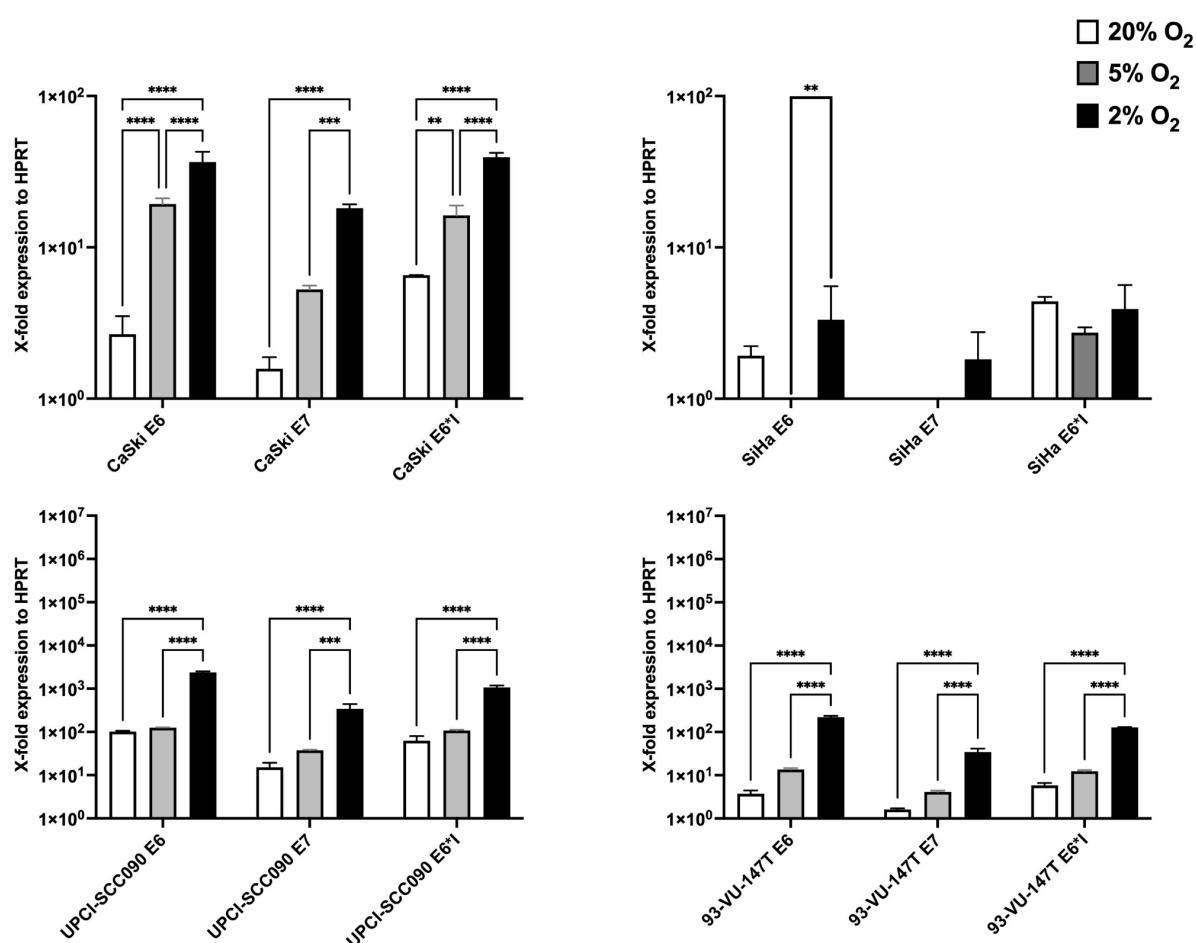 20% O₂
5% O₂
2% O₂
X-fold expression to HPRT
1×10²
1×10¹
1×10⁰
****
**** ****
****
***
****
** ****
CaSki E6
CaSki E7
CaSki E6*I
X-fold expression to HPRT
1×10²
1×10¹
1×10⁰
**
SiHa E6
SiHa E7
SiHa E6*I
X-fold expression to HPRT
1×10⁷
1×10⁶
1×10⁵
1×10⁴
1×10³
1×10²
1×10¹
1×10⁰
****
****
****
***
****
****
UPCI-SCC090 E6
UPCI-SCC090 E7
UPCI-SCC090 E6*I
X-fold expression to HPRT
1×10⁷
1×10⁶
1×10⁵
1×10⁴
1×10³
1×10²
1×10¹
1×10⁰
****
****
****
****
****
****
93-VU-147T E6
93-VU-147T E7
93-VU-147T E6*I